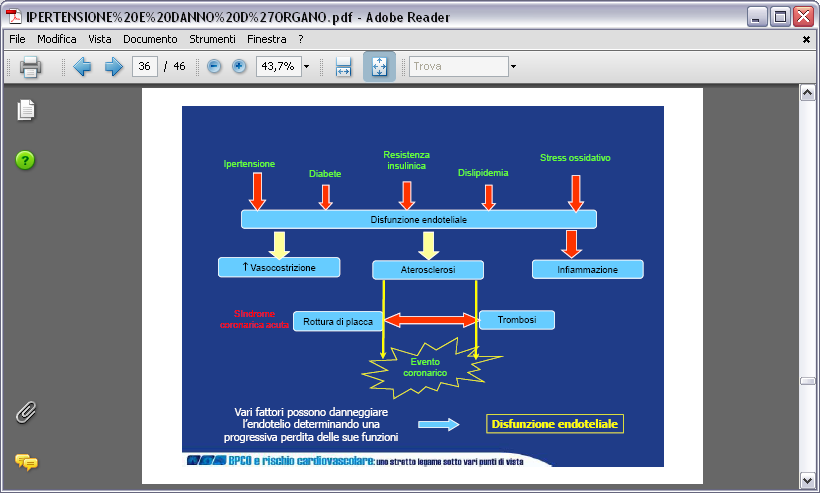 IPERTENSIONE%20E%20DANNO%20D%27ORGANO.pdf - Adobe Reader
File Modifica Vista Documento Strumenti Finestra ?
36 / 46 43,7% Trova
Ipertensione
Diabete
Resistenza
insulinica
Dislipidemia
Stress ossidativo
Disfunzione endoteliale
↑ Vasocostrizione
Aterosclerosi
Infiammazione
Sindrome
coronarica acuta
Rottura di placca
Trombosi
Evento
coronarico
Vari fattori possono danneggiare
l'endotelio determinando una
progressiva perdita delle sue funzioni
Disfunzione endoteliale
BPCO e rischio cardiovascolare: uno stretto legame sotto vari punti di vista